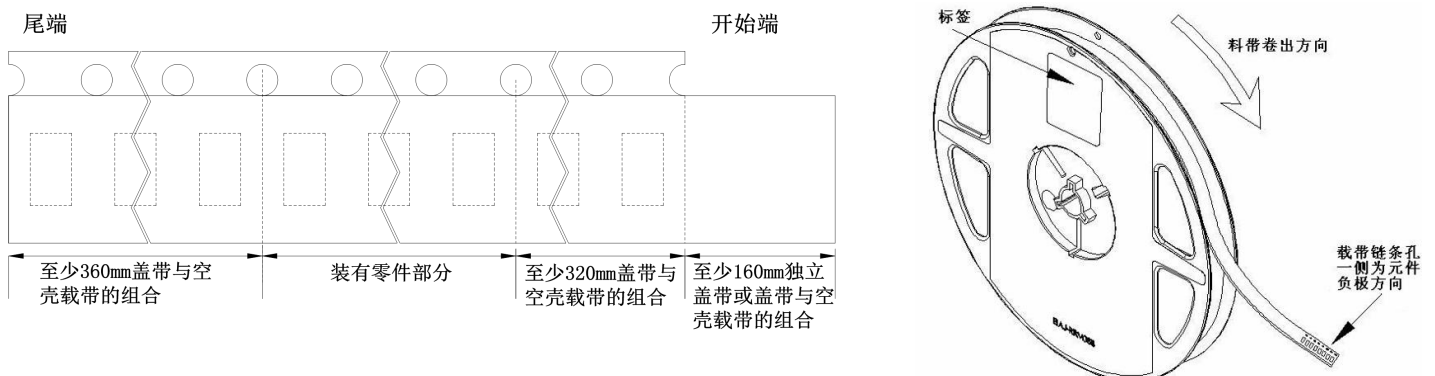 尾端
开始端
至少360mm盖带与空
壳载带的组合
装有零件部分
至少320mm盖带与
空壳载带的组合
至少160mm独立
盖带或盖带与空
壳载带的组合
标签
料带卷出方向
载带链条孔
一侧为元件
负极方向